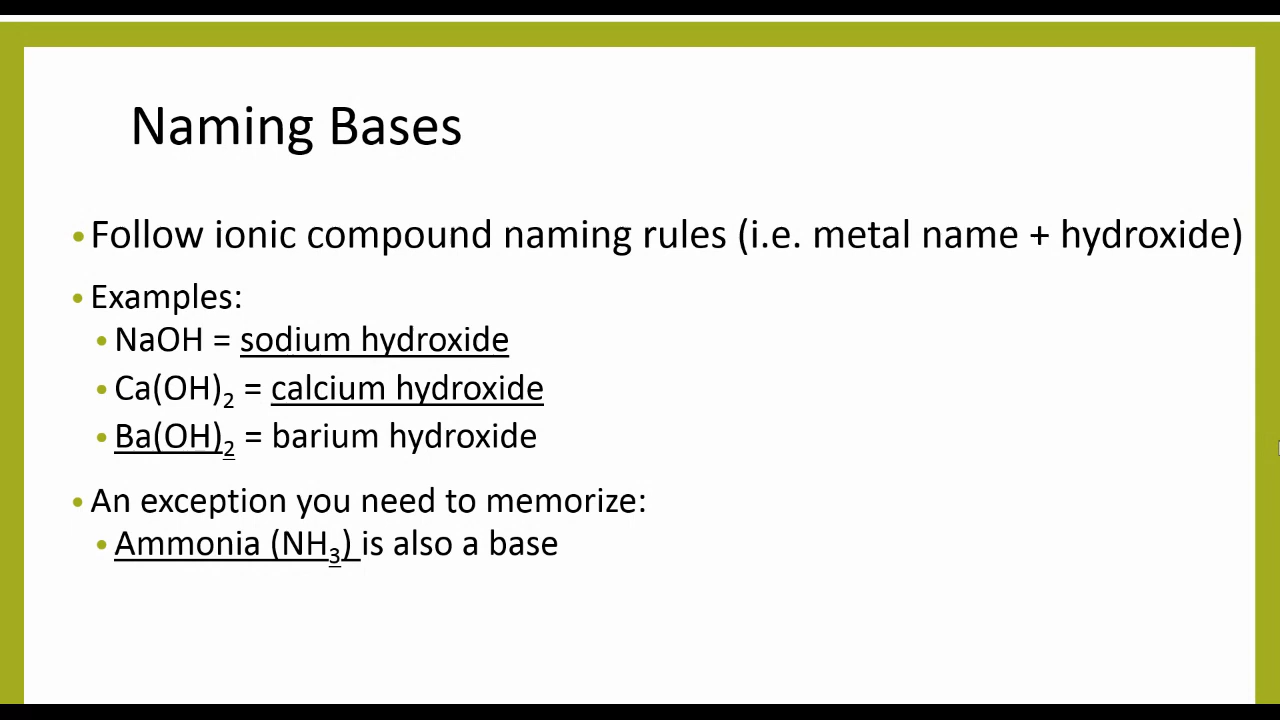 Naming Bases
•Follow ionic compound naming rules (i.e. metal name + hydroxide)
•Examples:
•NaOH = sodium hydroxide
•Ca(OH)₂ = calcium hydroxide
•Ba(OH)₂ = barium hydroxide
•An exception you need to memorize:
•Ammonia (NH₃) is also a base